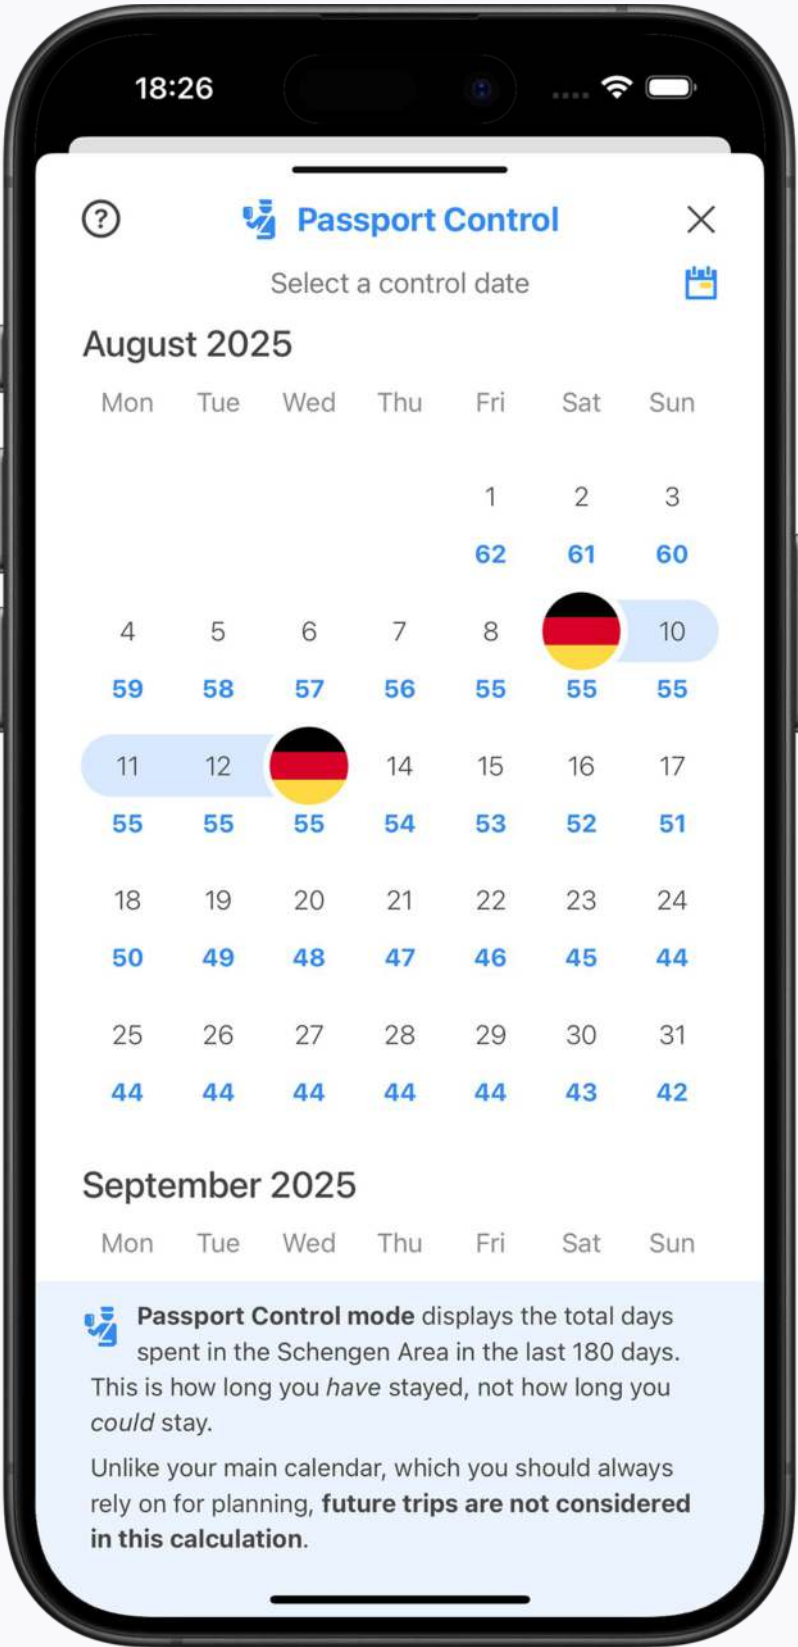 18:26
?
Passport Control
Select a control date
August 2025
Mon Tue Wed Thu Fri Sat Sun
1 2 3
62 61 60
4 5 6 7 8 10
59 58 57 56 55 55 55
11 12 14 15 16 17
55 55 55 54 53 52 51
18 19 20 21 22 23 24
50 49 48 47 46 45 44
25 26 27 28 29 30 31
44 44 44 44 44 43 42
September 2025
Mon Tue Wed Thu Fri Sat Sun
Passport Control mode displays the total days
spent in the Schengen Area in the last 180 days.
This is how long you have stayed, not how long you
could stay.
Unlike your main calendar, which you should always
rely on for planning, future trips are not considered
in this calculation.